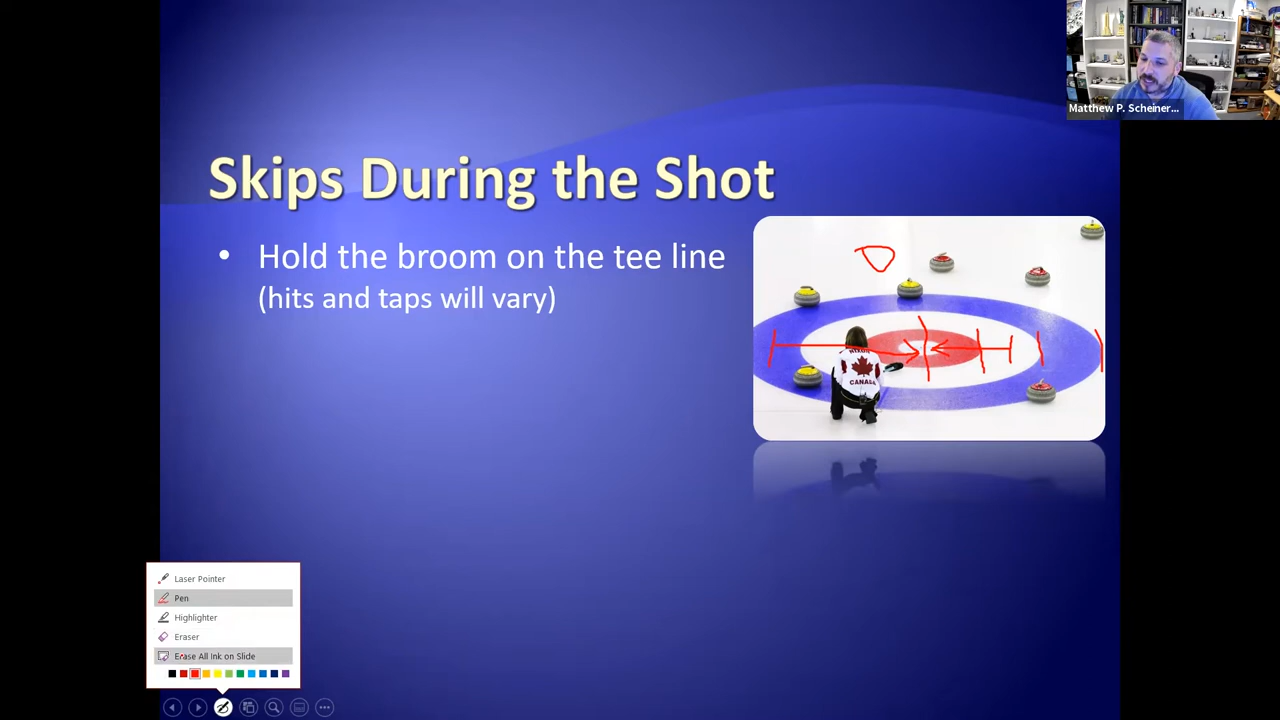 Matthew P. Scheiner...
Skips During the Shot
• Hold the broom on the tee line
(hits and taps will vary)
NIXON
CANADA
Laser Pointer
Pen
Highlighter
Eraser
Erase All Ink on Slide